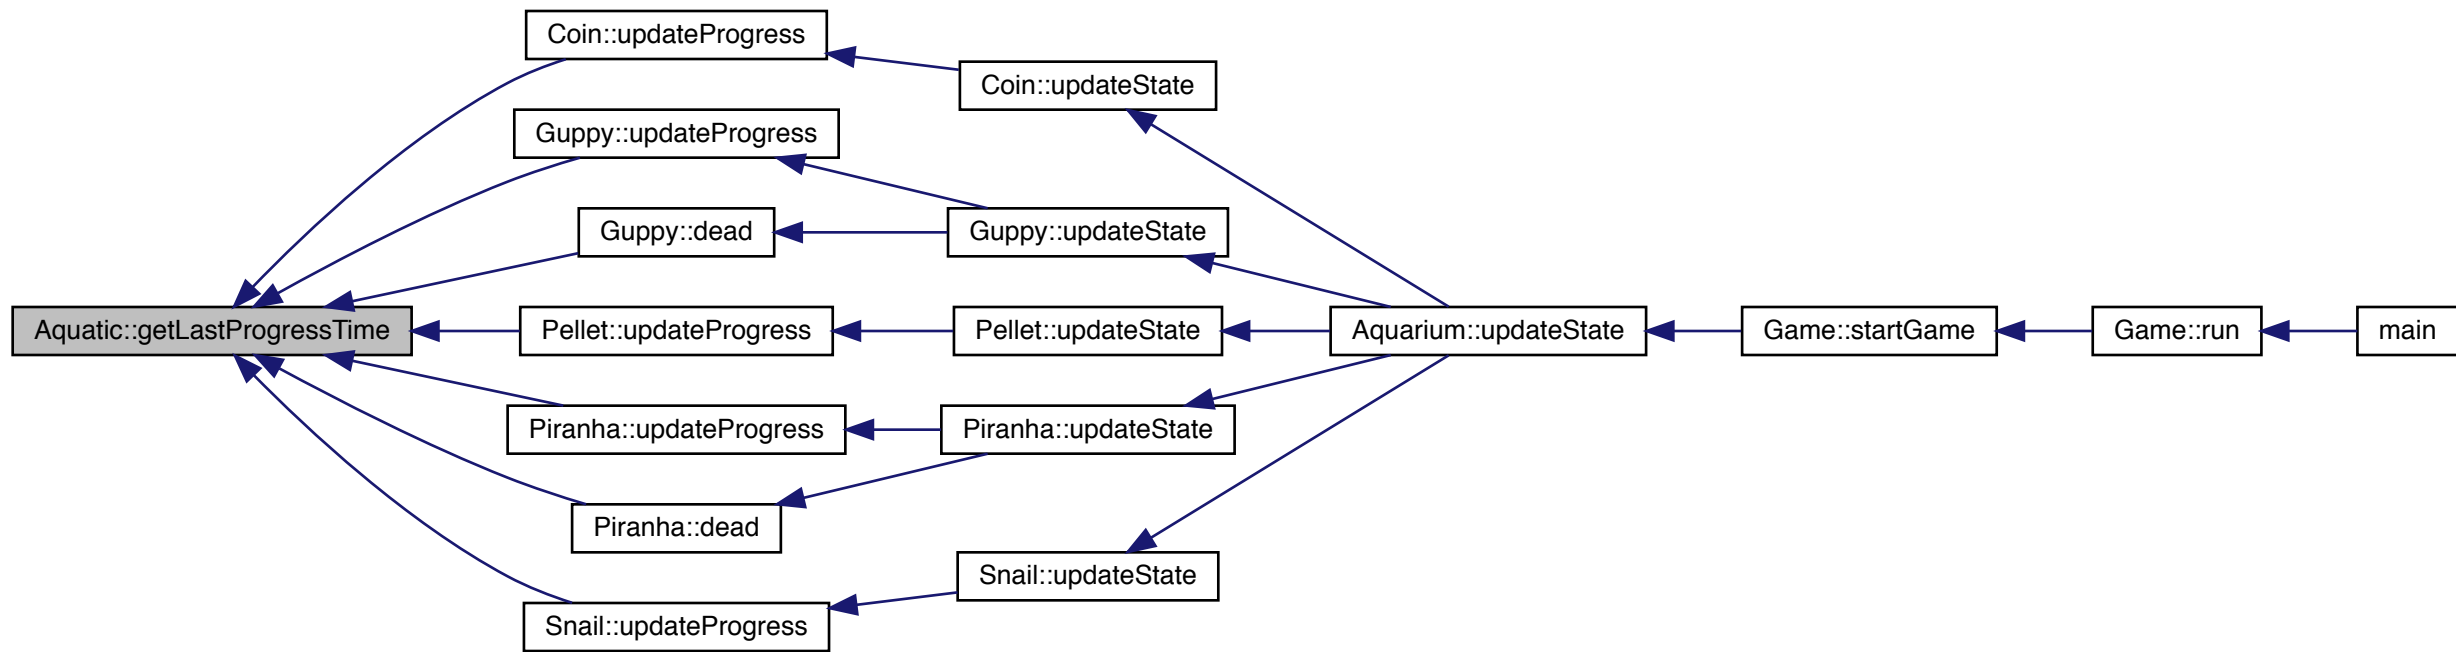 Coin::updateProgress
Coin::updateState
Guppy::updateProgress
Guppy::dead
Guppy::updateState
Aquatic::getLastProgressTime
Pellet::updateProgress
Pellet::updateState
Aquarium::updateState
Game::startGame
Game::run
main
Piranha::updateProgress
Piranha::updateState
Piranha::dead
Snail::updateState
Snail::updateProgress